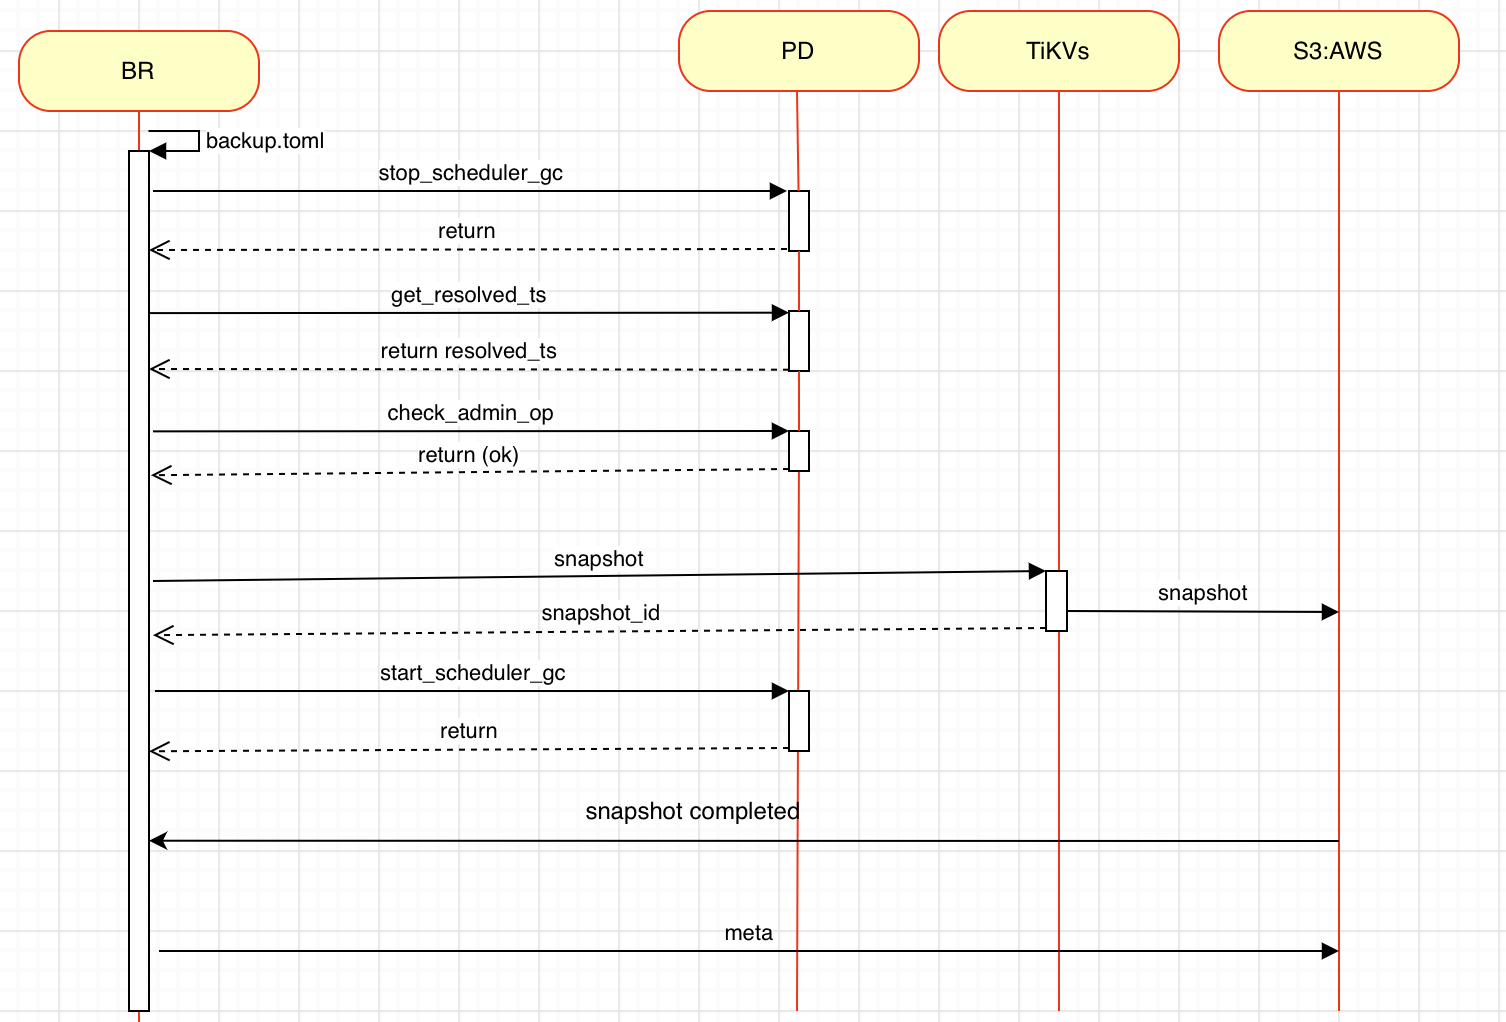 BR
PD
TiKVs
S3:AWS
backup.toml
stop_scheduler_gc
return
get_resolved_ts
return resolved_ts
check_admin_op
return (ok)
snapshot
snapshot
snapshot_id
start_scheduler_gc
return
snapshot completed
meta